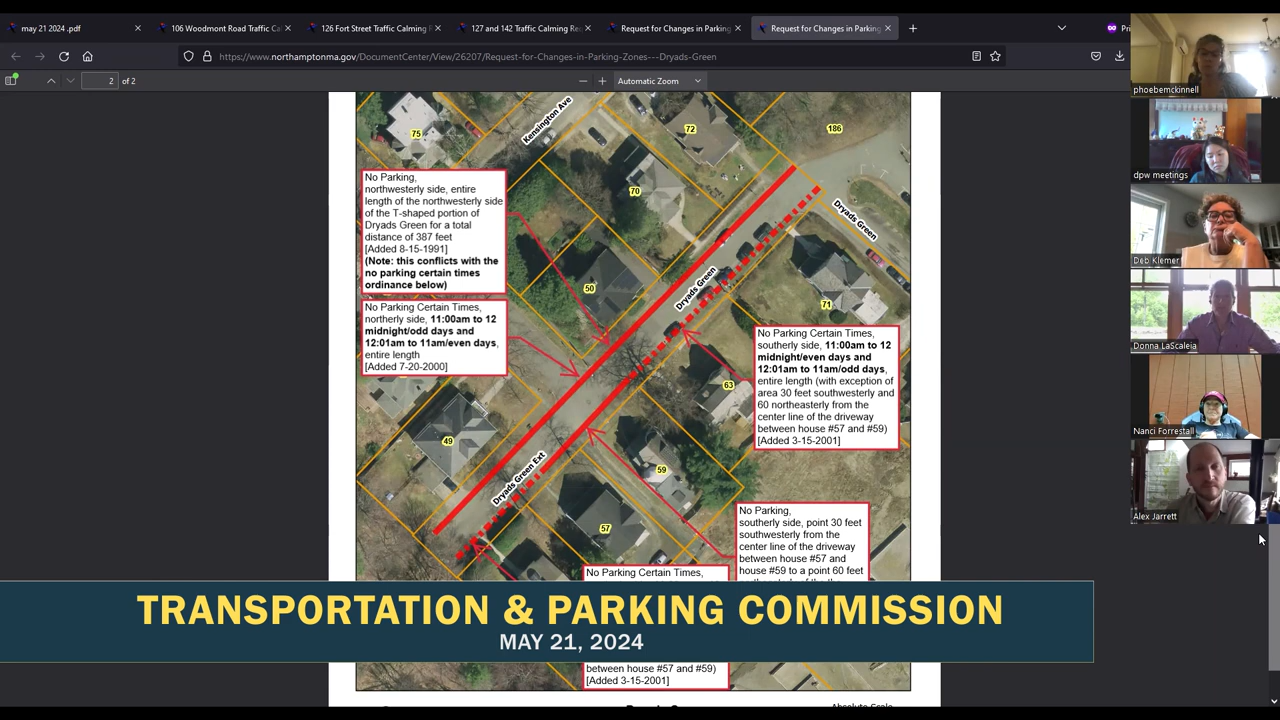 may 21 2024 .pdf
106 Woodmont Road Traffic Cal
126 Fort Street Traffic Calming R
127 and 142 Traffic Calming Re
Request for Changes in Parking
Request for Changes in Parking
https://www.northamptonma.gov/DocumentCenter/View/26207/Request-for-Changes-in-Parking-Zones---Dryads-Green
2 of 2
Automatic Zoom
75
Kensington Ave
72
186
No Parking,
northwesterly side, entire
length of the northwesterly side
of the T-shaped portion of
Dryads Green for a total
distance of 387 feet
[Added 8-15-1991]
(Note: this conflicts with the
no parking certain times
ordinance below)
70
Dryads Green
50
Dryads Green
71
No Parking Certain Times,
northerly side, 11:00am to 12
midnight/odd days and
12:01am to 11am/even days,
entire length
[Added 7-20-2000]
No Parking Certain Times,
southerly side, 11:00am to 12
midnight/even days and
12:01am to 11am/odd days,
entire length (with exception of
area 30 feet southwesterly and
60 northeasterly from the
center line of the driveway
between house #57 and #59)
[Added 3-15-2001]
63
49
59
Dryads Green Ext
57
No Parking,
southerly side, point 30 feet
southwesterly from the
center line of the driveway
between house #57 and
house #59 to a point 60 feet
No Parking Certain Times,
TRANSPORTATION & PARKING COMMISSION
MAY 21, 2024
between house #57 and #59)
[Added 3-15-2001]
phoebemckinnell
dpw meetings
Deb Klemer
Donna LaScaleia
Nanci Forrestall
Alex Jarrett